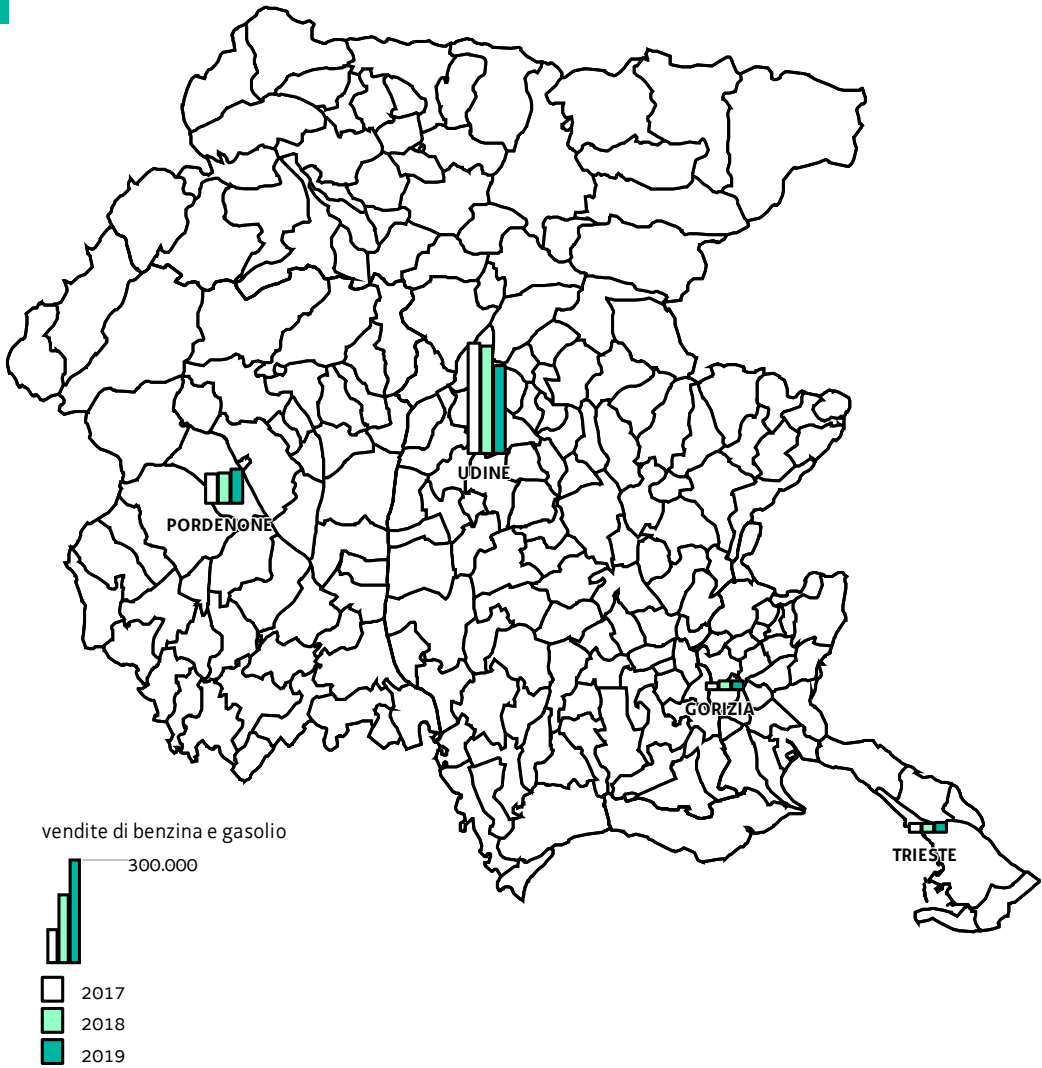 UDINE
PORDENONE
GORIZIA
TRIESTE
vendite di benzina e gasolio
300.000
2017
2018
2019